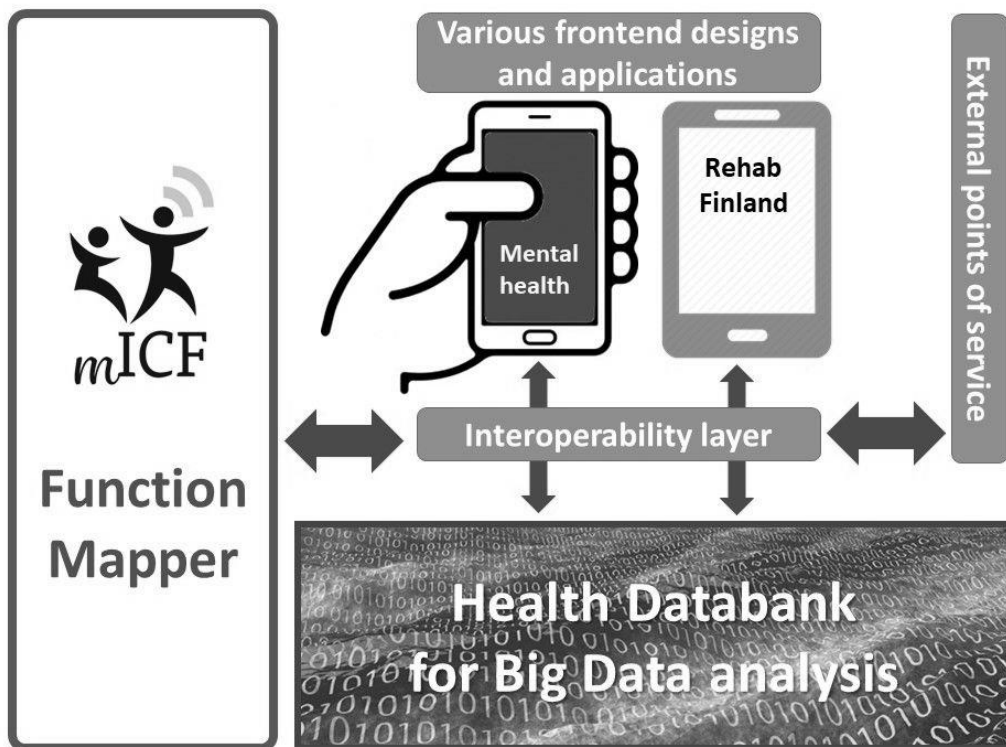 mICF
Function
Mapper
Various frontend designs
and applications
Mental
health
Rehab
Finland
Interoperability layer
External points of service
Health Databank
for Big Data analysis